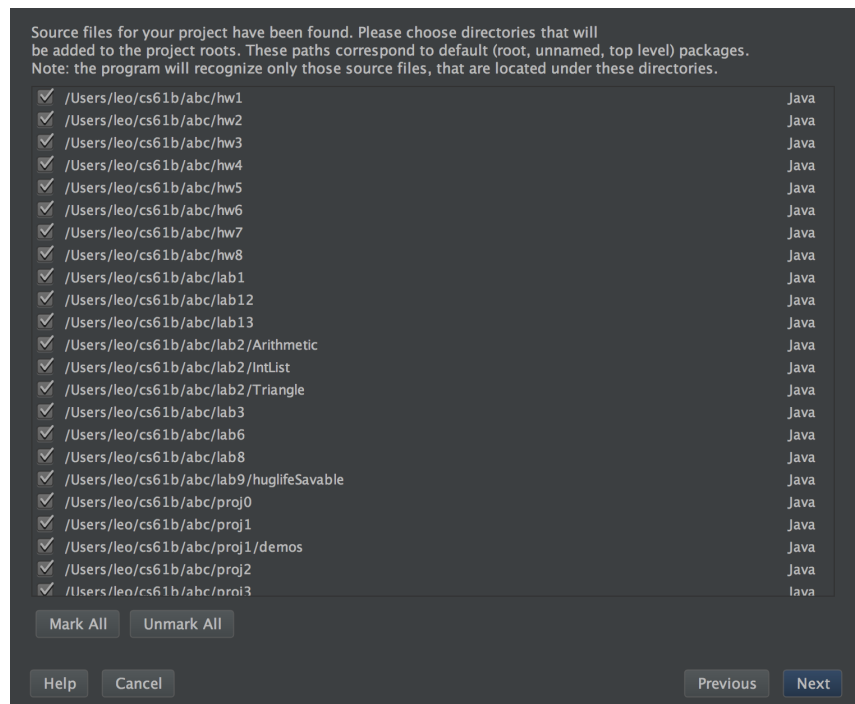 Source files for your project have been found. Please choose directories that will
be added to the project roots. These paths correspond to default (root, unnamed, top level) packages.
Note: the program will recognize only those source files, that are located under these directories.
/Users/leo/cs61b/abc/hw1 Java
/Users/leo/cs61b/abc/hw2 Java
/Users/leo/cs61b/abc/hw3 Java
/Users/leo/cs61b/abc/hw4 Java
/Users/leo/cs61b/abc/hw5 Java
/Users/leo/cs61b/abc/hw6 Java
/Users/leo/cs61b/abc/hw7 Java
/Users/leo/cs61b/abc/hw8 Java
/Users/leo/cs61b/abc/lab1 Java
/Users/leo/cs61b/abc/lab12 Java
/Users/leo/cs61b/abc/lab13 Java
/Users/leo/cs61b/abc/lab2/Arithmetic Java
/Users/leo/cs61b/abc/lab2/IntList Java
/Users/leo/cs61b/abc/lab2/Triangle Java
/Users/leo/cs61b/abc/lab3 Java
/Users/leo/cs61b/abc/lab6 Java
/Users/leo/cs61b/abc/lab8 Java
/Users/leo/cs61b/abc/lab9/huglifeSavable Java
/Users/leo/cs61b/abc/proj0 Java
/Users/leo/cs61b/abc/proj1 Java
/Users/leo/cs61b/abc/proj1/demos Java
/Users/leo/cs61b/abc/proj2 Java
/Users/leo/cs61b/abc/proj3 Java
Mark All Unmark All
Help Cancel Previous Next